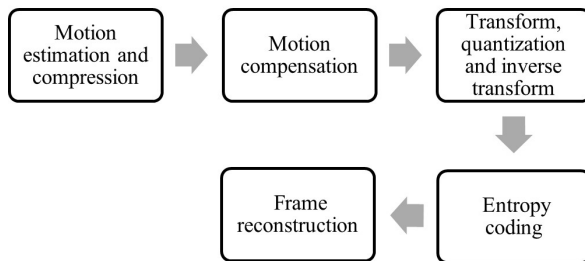 Motion
estimation and
compression
Motion
compensation
Transform,
quantization
and inverse
transform
Entropy
coding
Frame
reconstruction